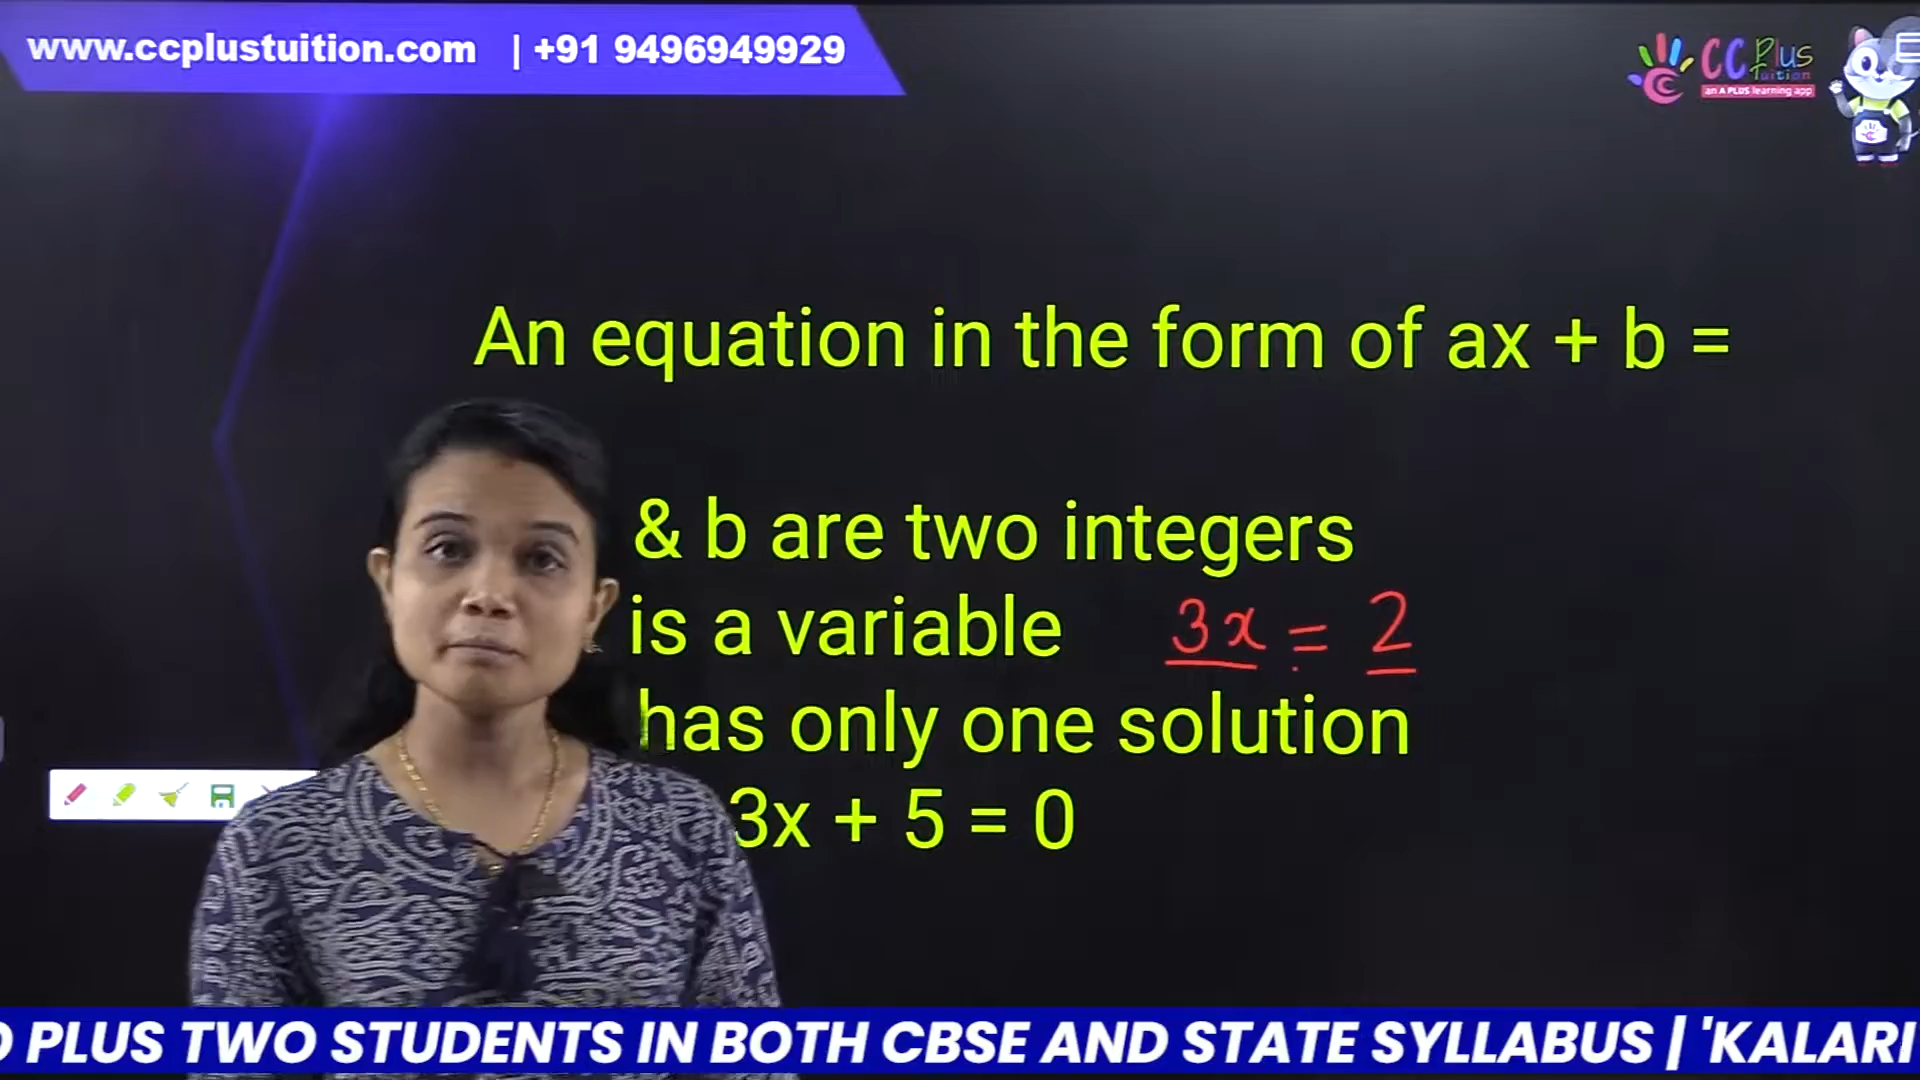 www.ccplustuition.com | +91 9496949929
CC Plus
Tuition
an A PLUS learning app
An equation in the form of ax + b =
& b are two integers
is a variable 3x = 2
has only one solution
3x + 5 = 0
PLUS TWO STUDENTS IN BOTH CBSE AND STATE SYLLABUS | 'KALARI